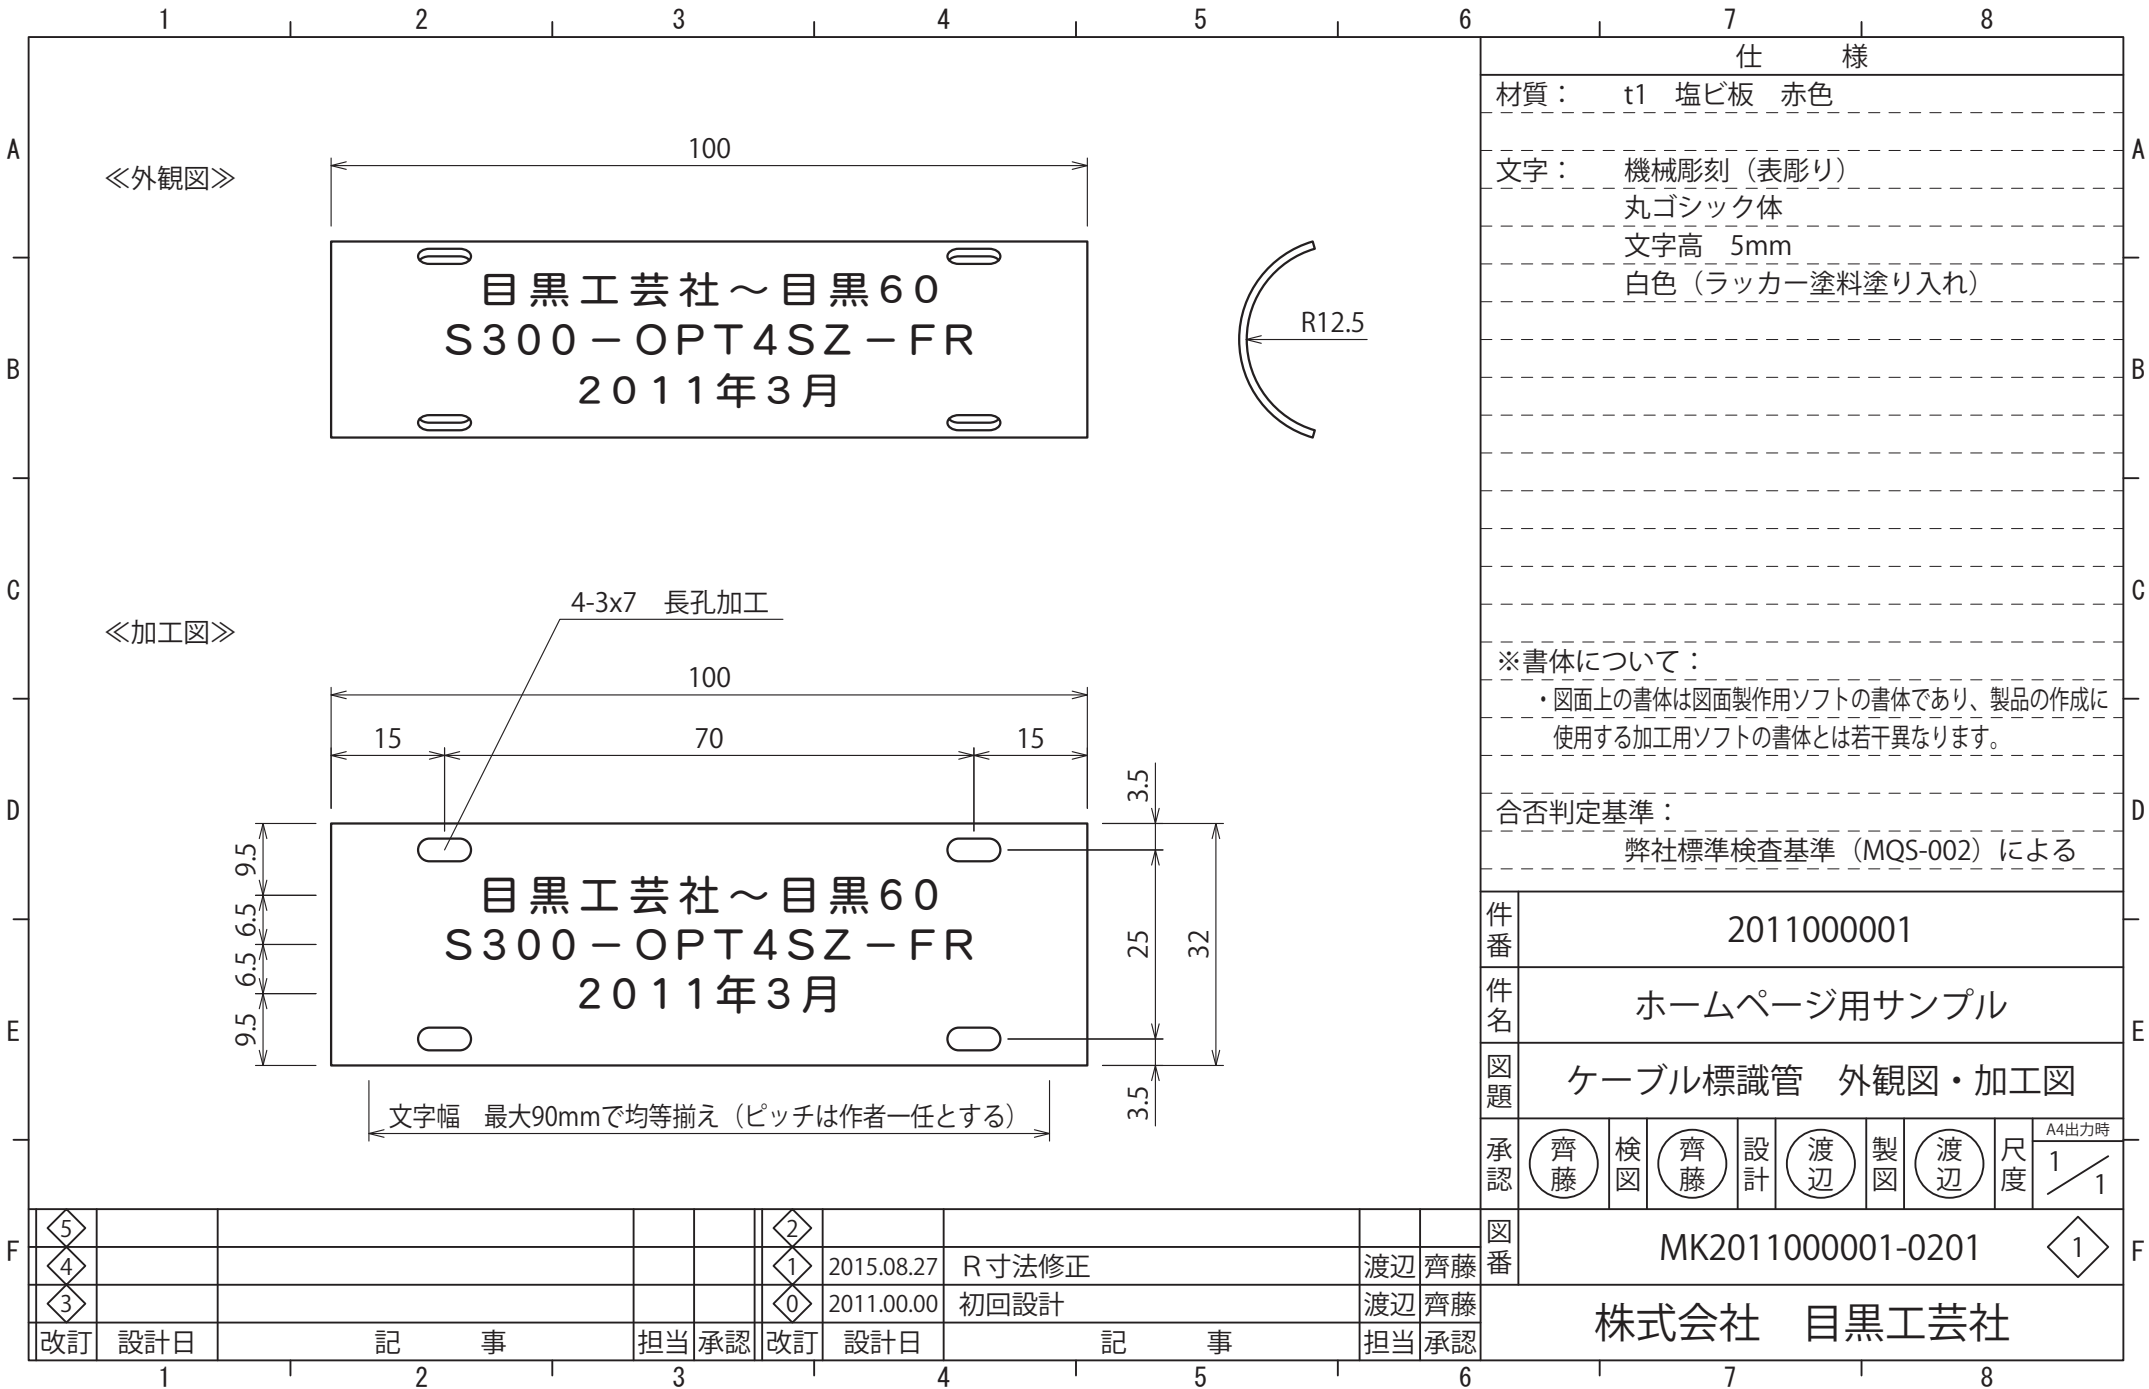 1 2 3 4 5 6 7 8
A
B
C
D
E
F
≪外観図≫
100
目黒工芸社～目黒60
S300－OPT4SZ－FR
2011年3月
R12.5
≪加工図≫
4-3x7　長孔加工
100
15 70 15
9.5
6.5
6.5
9.5
目黒工芸社～目黒60
S300－OPT4SZ－FR
2011年3月
3.5
25
32
3.5
文字幅　最大90mmで均等揃え（ピッチは作者一任とする）
仕　様
材質：　t1　塩ビ板　赤色
文字：　機械彫刻（表彫り）
丸ゴシック体
文字高　5mm
白色（ラッカー塗料塗り入れ）
※書体について：
・図面上の書体は図面製作用ソフトの書体であり、製品の作成に
使用する加工用ソフトの書体とは若干異なります。
合否判定基準：
弊社標準検査基準（MQS-002）による
件番 2011000001
件名 ホームページ用サンプル
図題 ケーブル標識管　外観図・加工図
承認 齊藤 検図 齊藤 設計 渡辺 製図 渡辺 尺度 A4出力時 1/1
図番 MK2011000001-0201 1
株式会社　目黒工芸社
5 2
4 1 2015.08.27 Ｒ寸法修正 渡辺 齊藤
3 0 2011.00.00 初回設計 渡辺 齊藤
改訂 設計日 記　事 担当 承認 改訂 設計日 記　事 担当 承認
A
B
C
D
E
F
1 2 3 4 5 6 7 8